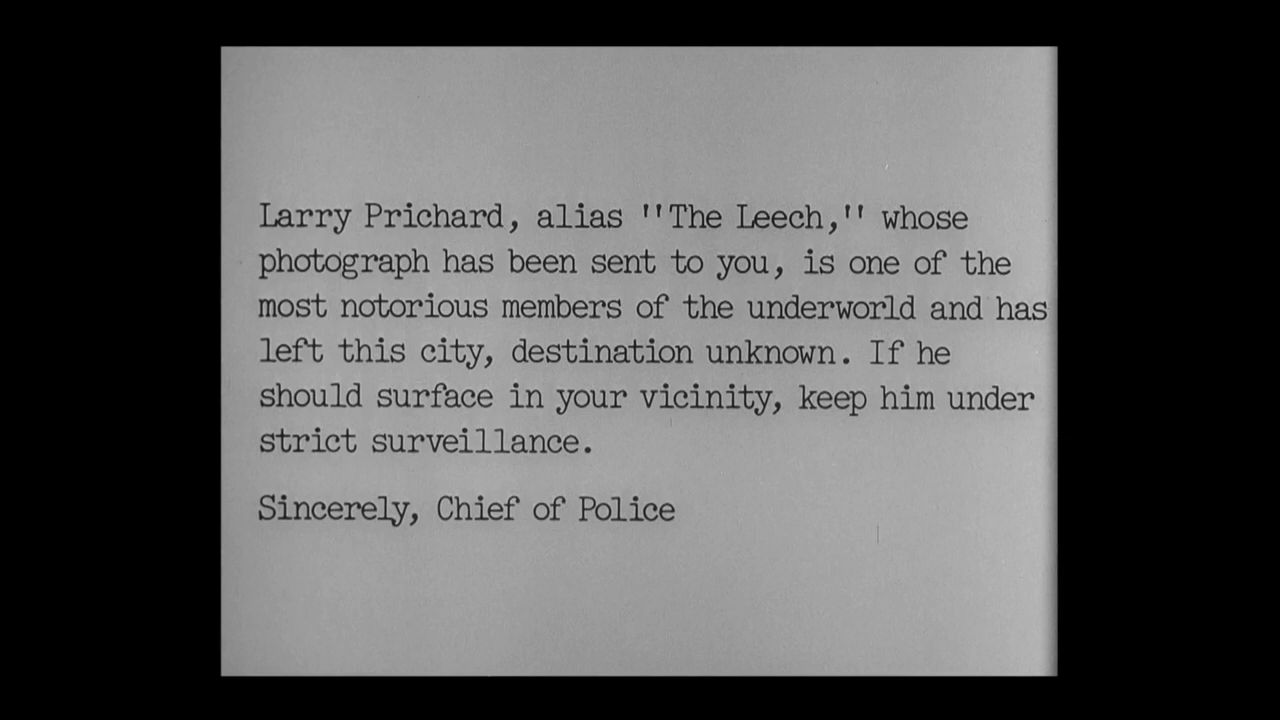 Larry Prichard, alias "The Leech," whose
photograph has been sent to you, is one of the
most notorious members of the underworld and has
left this city, destination unknown. If he
should surface in your vicinity, keep him under
strict surveillance.
Sincerely, Chief of Police